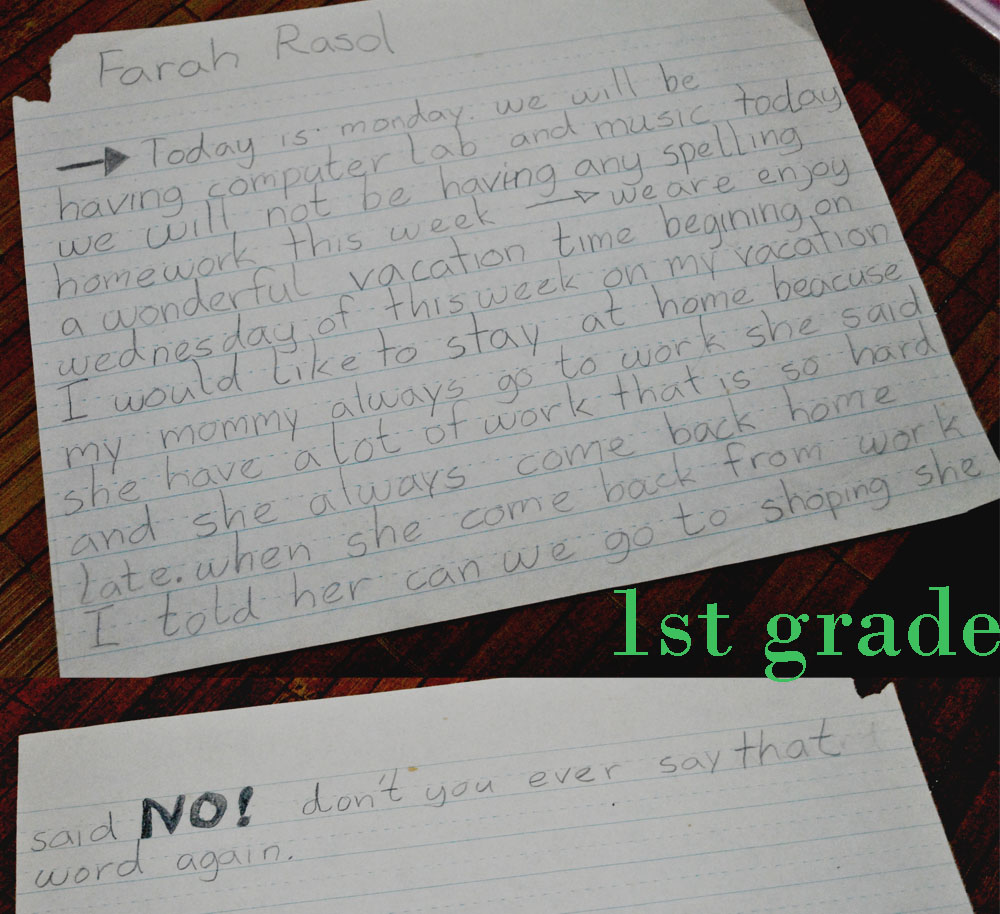 Farah Rasol
→ Today is monday. we will be
having computer lab and music today
we will not be having any spelling
homework this week → we are enjoy
a wonderful vacation time begining on
wednesday of this week on my vacation
I would like to stay at home beacuse
my mommy always go to work she said
she have a lot of work that is so hard
and she always come back home
late. when she come back from work
I told her can we go to shoping she
1st grade
said NO! don't you ever say that
word again.